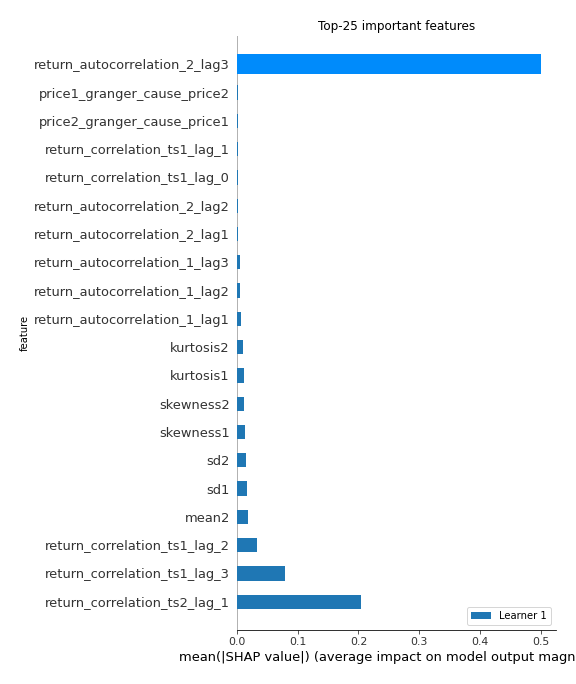 Top-25 important features
return_autocorrelation_2_lag3
price1_granger_cause_price2
price2_granger_cause_price1
return_correlation_ts1_lag_1
return_correlation_ts1_lag_0
return_autocorrelation_2_lag2
return_autocorrelation_2_lag1
return_autocorrelation_1_lag3
return_autocorrelation_1_lag2
return_autocorrelation_1_lag1
feature
kurtosis2
kurtosis1
skewness2
skewness1
sd2
sd1
mean2
return_correlation_ts1_lag_2
return_correlation_ts1_lag_3
return_correlation_ts2_lag_1
Learner 1
0.0 0.1 0.2 0.3 0.4 0.5
mean(|SHAP value|) (average impact on model output magn